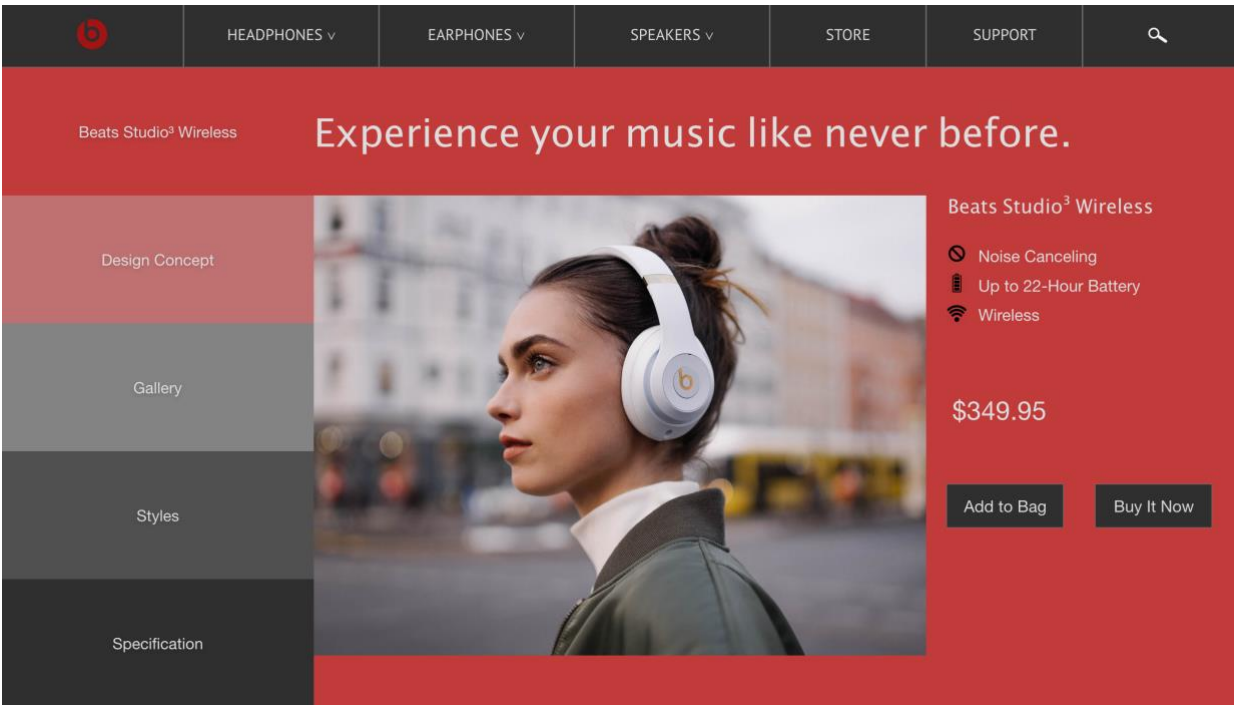 HEADPHONES ˅
EARPHONES ˅
SPEAKERS ˅
STORE
SUPPORT
Beats Studio³ Wireless
Experience your music like never before.
Design Concept
Gallery
Styles
Specification
b
Beats Studio³ Wireless
Noise Canceling
Up to 22-Hour Battery
Wireless
$349.95
Add to Bag
Buy It Now